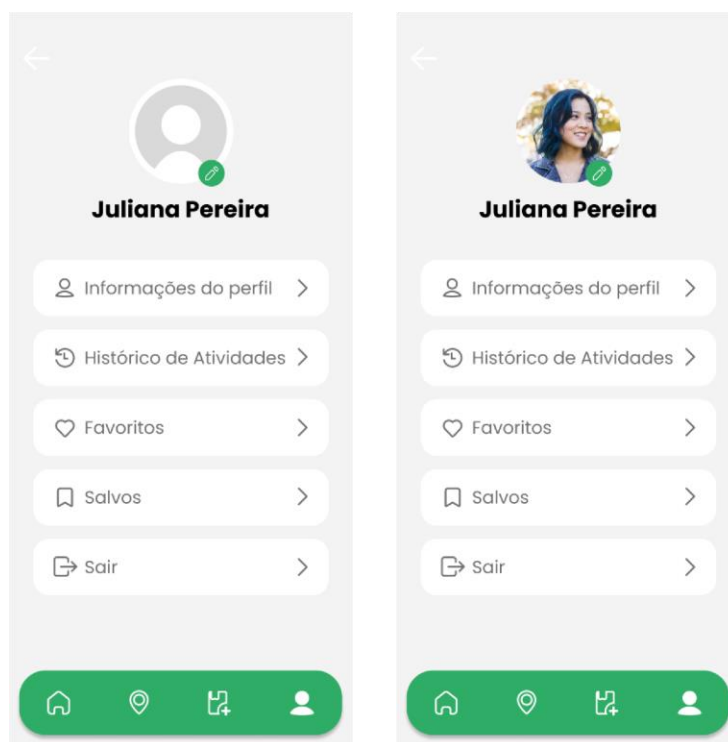 Juliana Pereira
Informações do perfil
Histórico de Atividades
Favoritos
Salvos
Sair
Juliana Pereira
Informações do perfil
Histórico de Atividades
Favoritos
Salvos
Sair